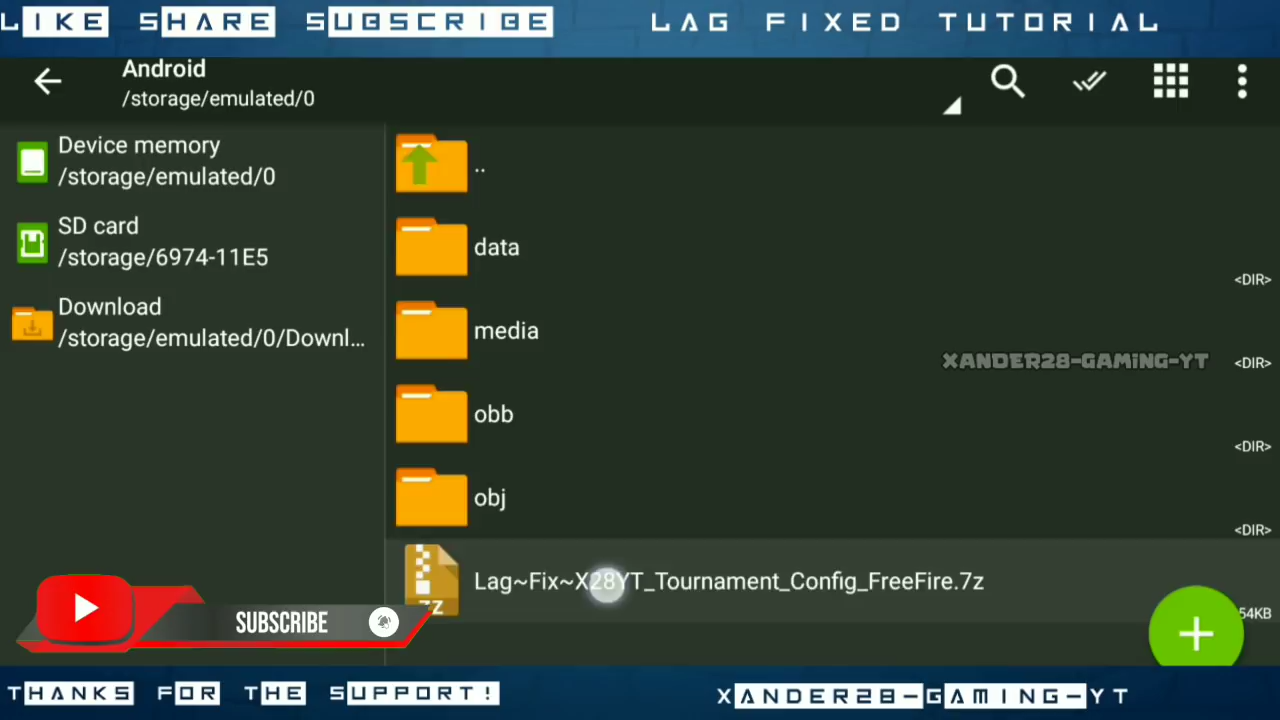 LIKE SHARE SUBSCRIBE LAG FIXED TUTORIAL
Android
/storage/emulated/0
Device memory
/storage/emulated/0
SD card
/storage/6974-11E5
Download
/storage/emulated/0/Downl...
..
data
<DIR>
media
<DIR>
obb
<DIR>
obj
<DIR>
Lag~Fix~X28YT_Tournament_Config_FreeFire.7z
7Z
54KB
XANDER28-GAMING-YT
SUBSCRIBE
THANKS FOR THE SUPPORT! XANDER28-GAMING-YT